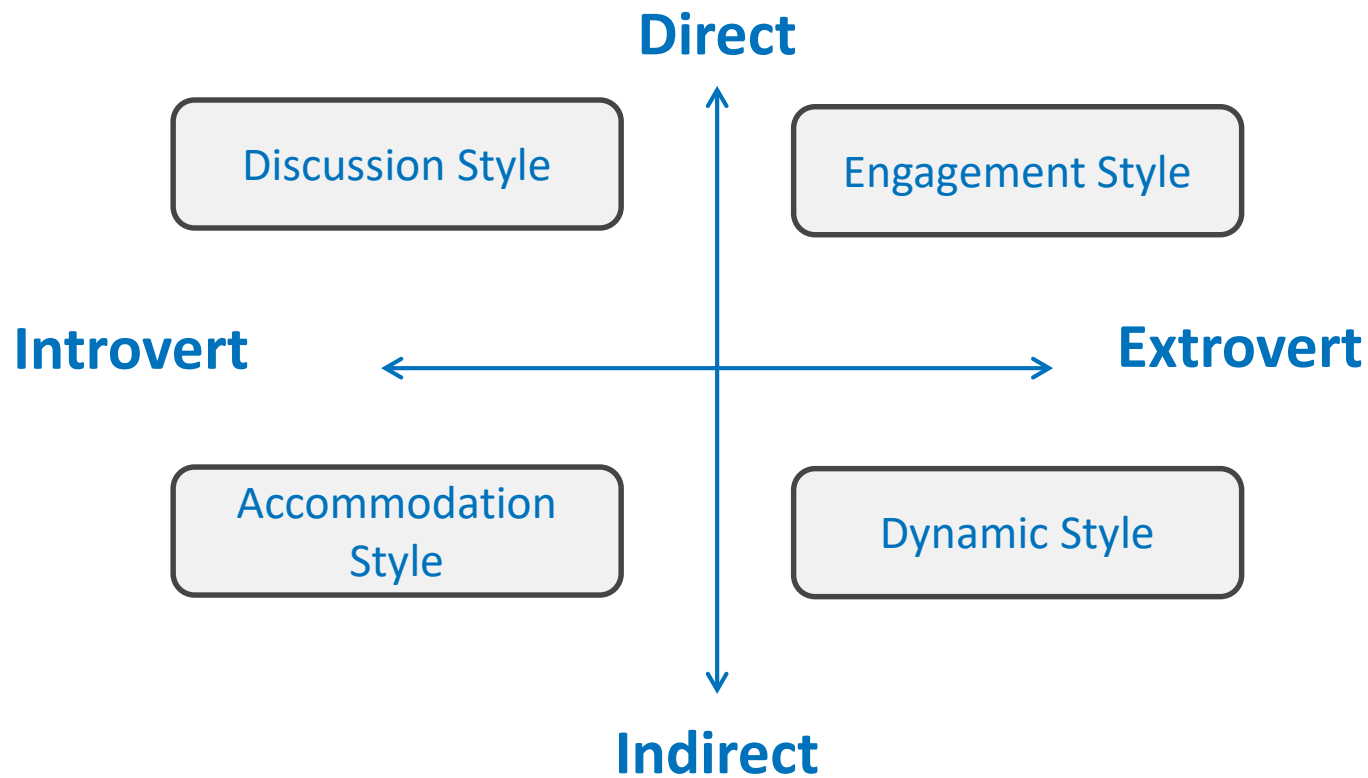 Direct
Discussion Style
Engagement Style
Introvert
Extrovert
Accommodation
Style
Dynamic Style
Indirect